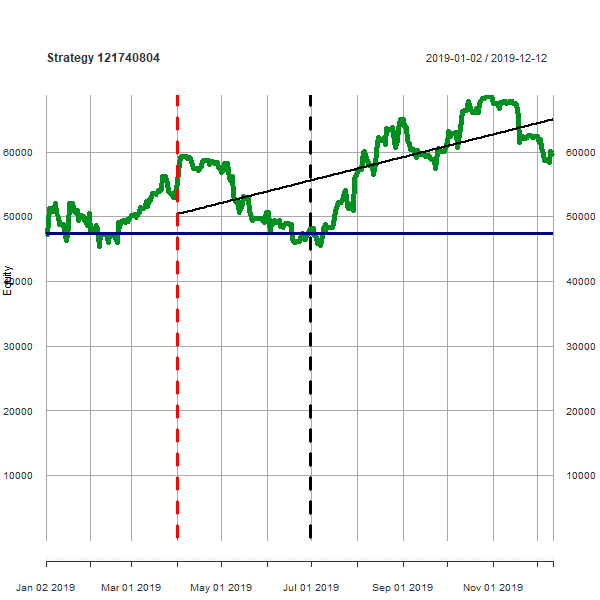 Strategy 121740804 2019-01-02 / 2019-12-12
60000 60000
50000 50000
Equity
40000 40000
30000 30000
20000 20000
10000 10000
Jan 02 2019 Mar 01 2019 May 01 2019 Jul 01 2019 Sep 01 2019 Nov 01 2019